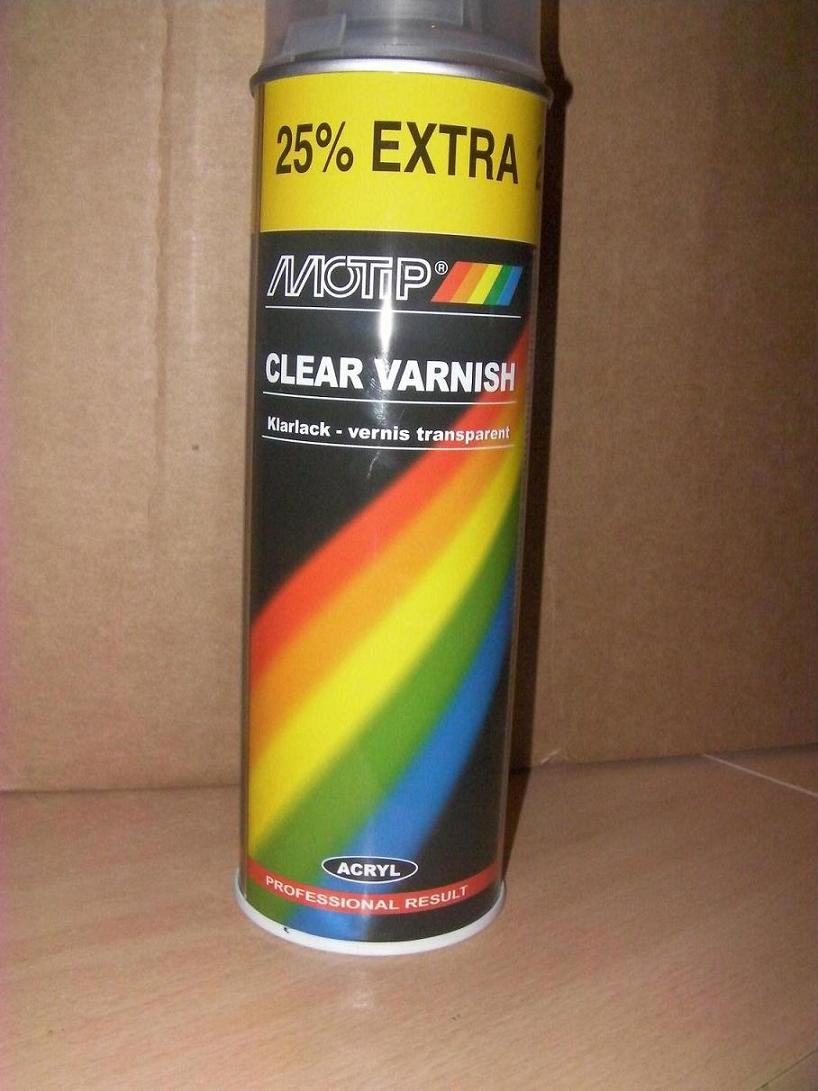 25% EXTRA
MOTIP®
CLEAR VARNISH
Klarlack - vernis transparent
ACRYL
PROFESSIONAL RESULT